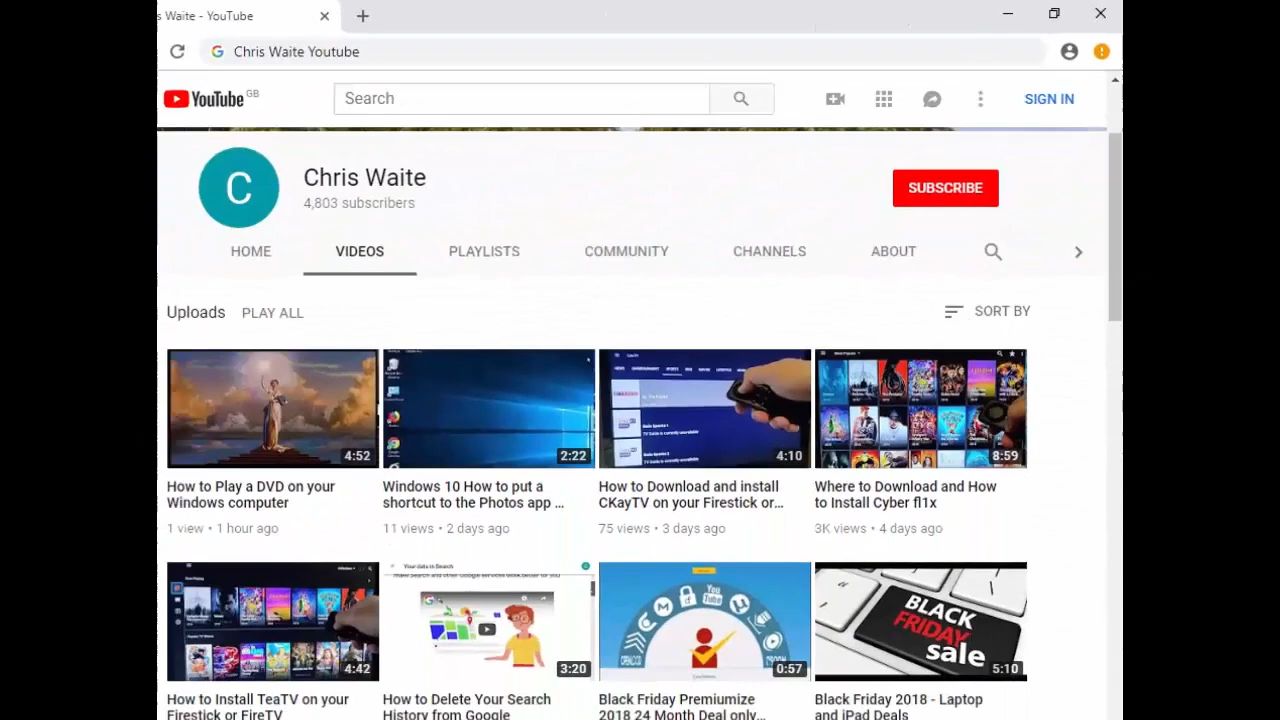 s Waite - YouTube
Chris Waite Youtube
YouTube GB
Search
SIGN IN
C
Chris Waite
4,803 subscribers
SUBSCRIBE
HOME
VIDEOS
PLAYLISTS
COMMUNITY
CHANNELS
ABOUT
Uploads
PLAY ALL
SORT BY
4:52
2:22
4:10
8:59
How to Play a DVD on your
Windows computer
1 view • 1 hour ago
Windows 10 How to put a
shortcut to the Photos app ...
11 views • 2 days ago
How to Download and install
CKayTV on your Firestick or...
75 views • 3 days ago
Where to Download and How
to Install Cyber fl1x
3K views • 4 days ago
4:42
Your data in Search
3:20
You
Tube
0:57
BLACK
FRIDAY
sale
5:10
How to Install TeaTV on your
Firestick or FireTV
How to Delete Your Search
History from Google
Black Friday Premiumize
2018 24 Month Deal only...
Black Friday 2018 - Laptop
and iPad Deals